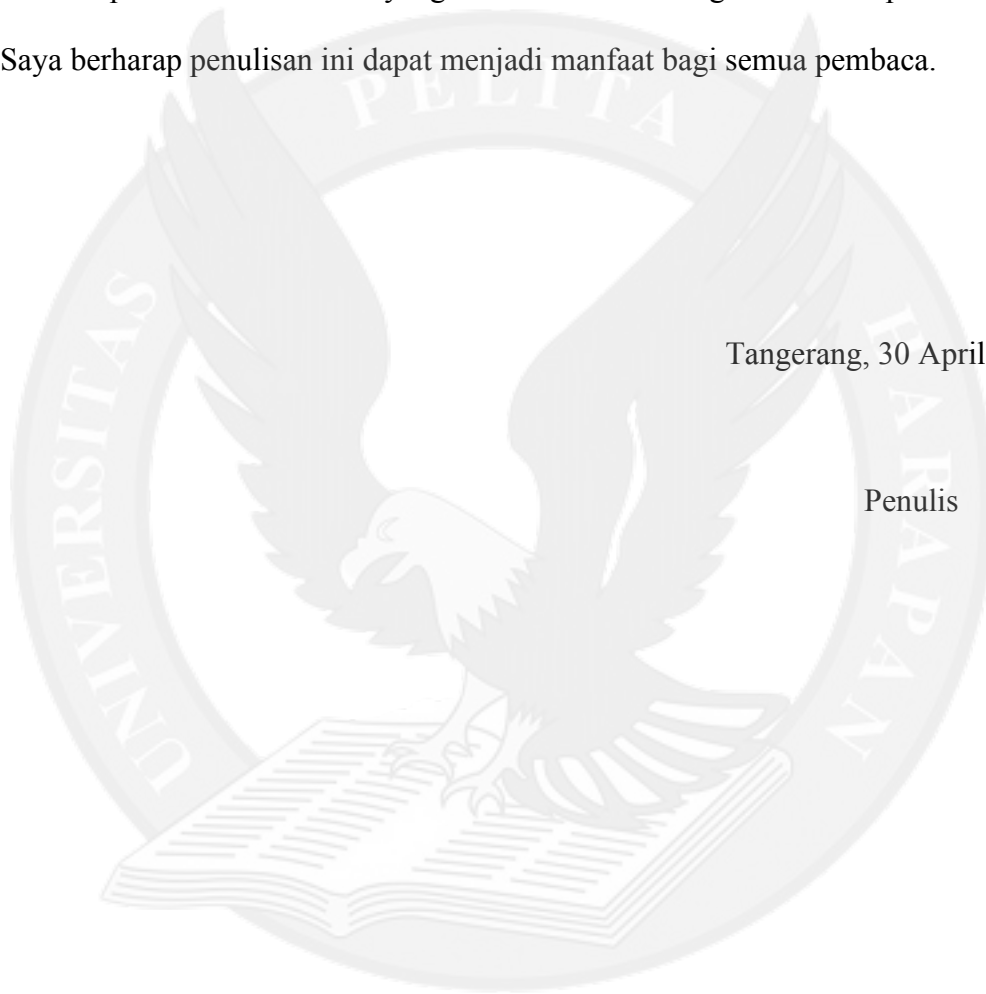 Saya berharap penulisan ini dapat menjadi manfaat bagi semua pembaca.
UNIVERSITAS PELITA HARAPAN
Tangerang, 30 April
Penulis